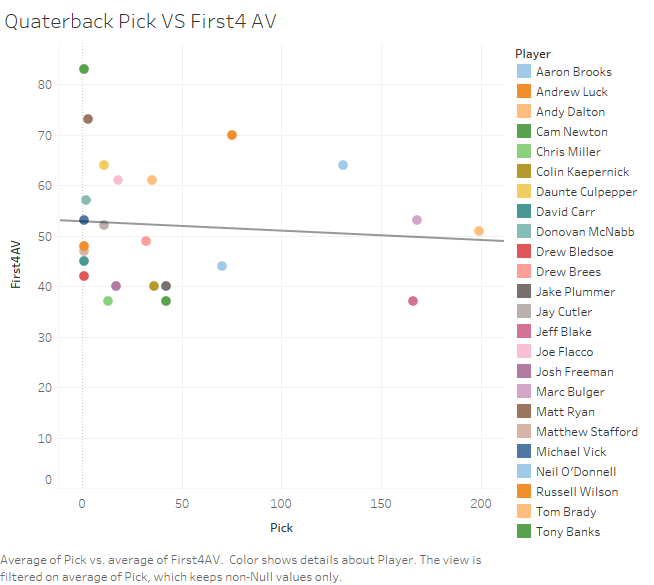 Quaterback Pick VS First4 AV
Player
Aaron Brooks
Andrew Luck
Andy Dalton
Cam Newton
Chris Miller
Colin Kaepernick
Daunte Culpepper
David Carr
Donovan McNabb
Drew Bledsoe
Drew Brees
Jake Plummer
Jay Cutler
Jeff Blake
Joe Flacco
Josh Freeman
Marc Bulger
Matt Ryan
Matthew Stafford
Michael Vick
Neil O'Donnell
Russell Wilson
Tom Brady
Tony Banks
First4AV
80
70
60
50
40
30
20
10
0
0
50
100
150
200
Pick
Average of Pick vs. average of First4AV. Color shows details about Player. The view is
filtered on average of Pick, which keeps non-Null values only.